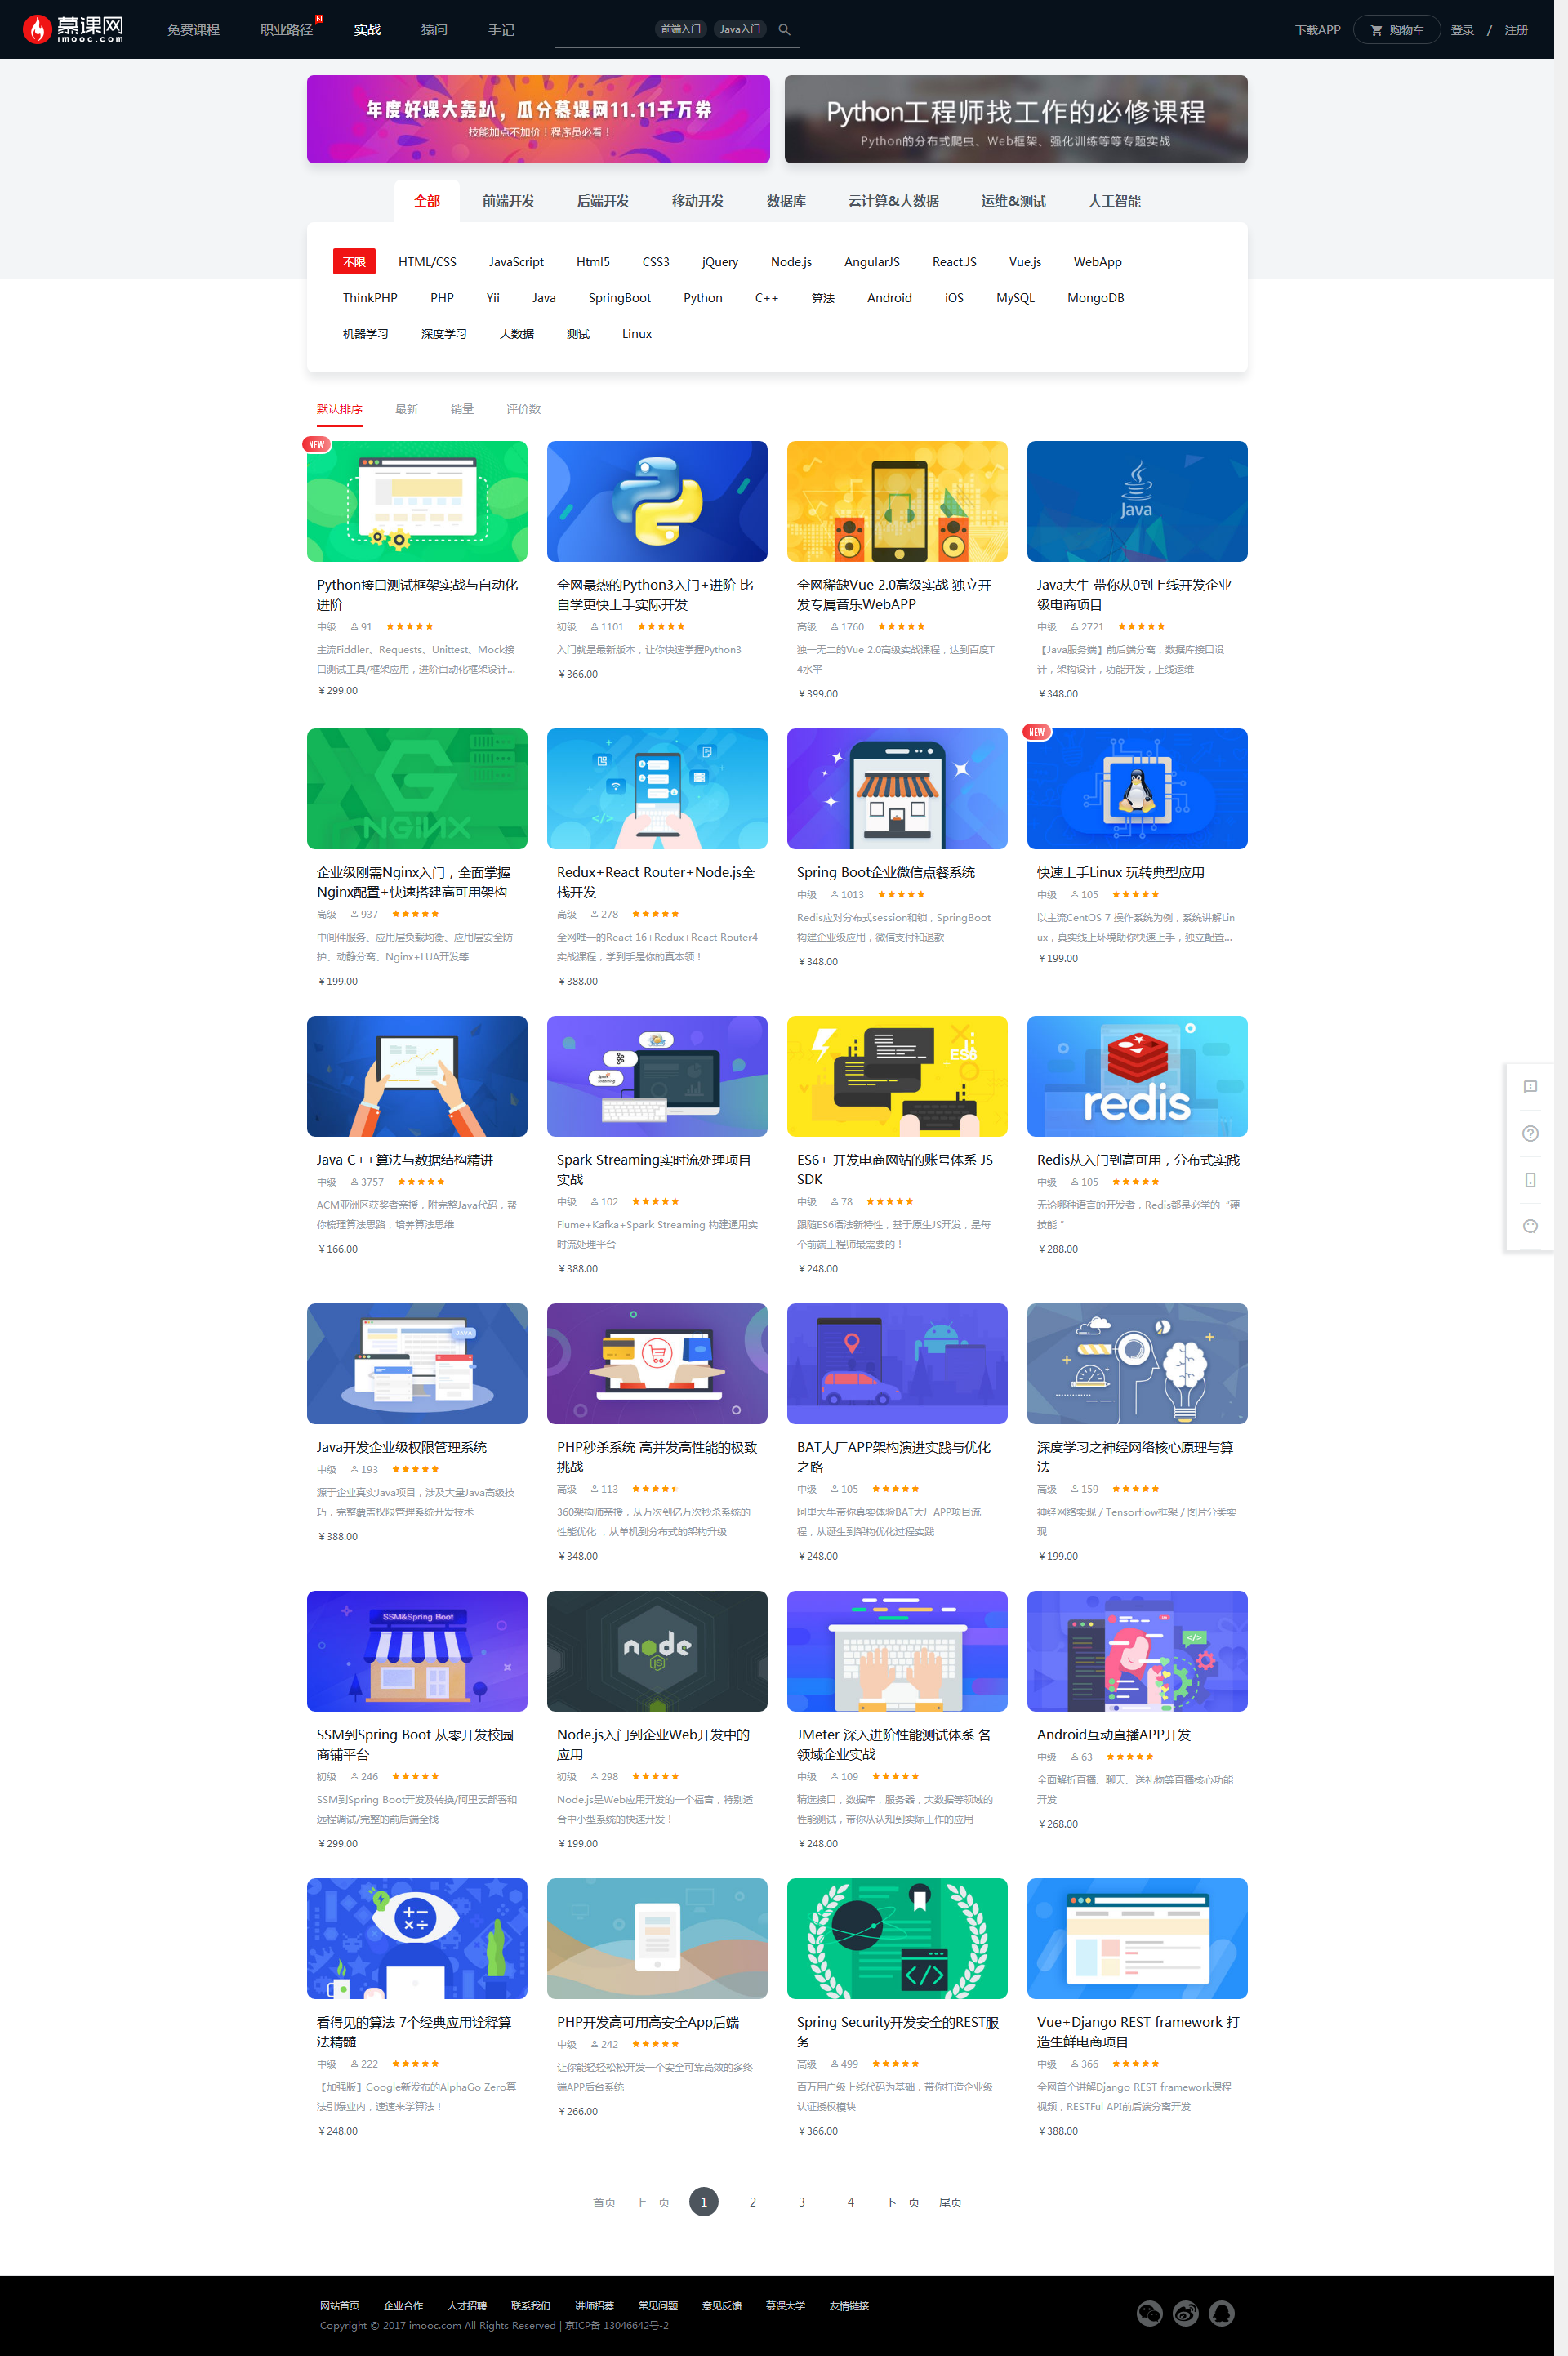 慕课网
imooc.com
免费课程 职业路径 N 实战 猿问 手记 前端入门 Java入门 下载APP 购物车 登录 / 注册
年度好课大轰趴，瓜分慕课网11.11千万券
技能加点不加价！程序员必看！
Python工程师找工作的必修课程
Python的分布式爬虫、Web框架、强化训练等等专题实战
全部 前端开发 后端开发 移动开发 数据库 云计算&大数据 运维&测试 人工智能
不限 HTML/CSS JavaScript Html5 CSS3 jQuery Node.js AngularJS React.JS Vue.js WebApp
ThinkPHP PHP Yii Java SpringBoot Python C++ 算法 Android iOS MySQL MongoDB
机器学习 深度学习 大数据 测试 Linux
默认排序 最新 销量 评价数
NEW
Python接口测试框架实战与自动化
进阶
中级 91
主流Fiddler、Requests、Unittest、Mock接
口测试工具/框架应用，进阶自动化框架设计...
￥299.00
全网最热的Python3入门+进阶 比
自学更快上手实际开发
初级 1101
入门就是最新版本，让你快速掌握Python3
￥366.00
全网稀缺Vue 2.0高级实战 独立开
发专属音乐WebAPP
高级 1760
独一无二的Vue 2.0高级实战课程，达到百度T
4水平
￥399.00
Java
Java大牛 带你从0到上线开发企业
级电商项目
中级 2721
【Java服务端】前后端分离，数据库接口设
计，架构设计，功能开发，上线运维
￥348.00
NGINX
企业级刚需Nginx入门，全面掌握
Nginx配置+快速搭建高可用架构
高级 937
中间件服务、应用层负载均衡、应用层安全防
护、动静分离、Nginx+LUA开发等
￥199.00
</>
Redux+React Router+Node.js全
栈开发
高级 278
全网唯一的React 16+Redux+React Router4
实战课程，学到手是你的真本领！
￥388.00
Spring Boot企业微信点餐系统
中级 1013
Redis应对分布式session和锁，SpringBoot
构建企业级应用，微信支付和退款
￥348.00
NEW
快速上手Linux 玩转典型应用
中级 105
以主流CentOS 7 操作系统为例，系统讲解Lin
ux，真实线上环境助你快速上手，独立配置...
￥199.00
Java C++算法与数据结构精讲
中级 3757
ACM亚洲区获奖者亲授，附完整Java代码，帮
你梳理算法思路，培养算法思维
￥166.00
Spark Streaming实时流处理项目
实战
中级 102
Flume+Kafka+Spark Streaming 构建通用实
时流处理平台
￥388.00
ES6
ES6+ 开发电商网站的账号体系 JS
SDK
中级 78
跟随ES6语法新特性，基于原生JS开发，是每
个前端工程师最需要的！
￥248.00
redis
Redis从入门到高可用，分布式实践
中级 105
无论哪种语言的开发者，Redis都是必学的“硬
技能 ”
￥288.00
JAVA
Java开发企业级权限管理系统
中级 193
源于企业真实Java项目，涉及大量Java高级技
巧，完整覆盖权限管理系统开发技术
￥388.00
PHP秒杀系统 高并发高性能的极致
挑战
高级 113
360架构师亲授，从万次到亿万次秒杀系统的
性能优化 ，从单机到分布式的架构升级
￥348.00
BAT大厂APP架构演进实践与优化
之路
中级 105
阿里大牛带你真实体验BAT大厂APP项目流
程，从诞生到架构优化过程实践
￥248.00
深度学习之神经网络核心原理与算
法
高级 159
神经网络实现 / Tensorflow框架 / 图片分类实
现
￥199.00
SSM&Spring Boot
SSM到Spring Boot 从零开发校园
商铺平台
初级 246
SSM到Spring Boot开发及转换/阿里云部署和
远程调试/完整的前后端全栈
￥299.00
node
JS
Node.js入门到企业Web开发中的
应用
初级 298
Node.js是Web应用开发的一个福音，特别适
合中小型系统的快速开发！
￥199.00
JMeter 深入进阶性能测试体系 各
领域企业实战
中级 109
精选接口，数据库，服务器，大数据等领域的
性能测试，带你从认知到实际工作的应用
￥248.00
</>
Android互动直播APP开发
中级 63
全面解析直播、聊天、送礼物等直播核心功能
开发
￥268.00
看得见的算法 7个经典应用诠释算
法精髓
中级 222
【加强版】Google新发布的AlphaGo Zero算
法引爆业内，速速来学算法！
￥248.00
PHP开发高可用高安全App后端
中级 242
让你能轻轻松松开发一个安全可靠高效的多终
端APP后台系统
￥266.00
</>
Spring Security开发安全的REST服
务
高级 499
百万用户级上线代码为基础，带你打造企业级
认证授权模块
￥366.00
Vue+Django REST framework 打
造生鲜电商项目
中级 366
全网首个讲解Django REST framework课程
视频，RESTFul API前后端分离开发
￥388.00
首页 上一页 1 2 3 4 下一页 尾页
网站首页 企业合作 人才招聘 联系我们 讲师招募 常见问题 意见反馈 慕课大学 友情链接
Copyright © 2017 imooc.com All Rights Reserved | 京ICP备 13046642号-2